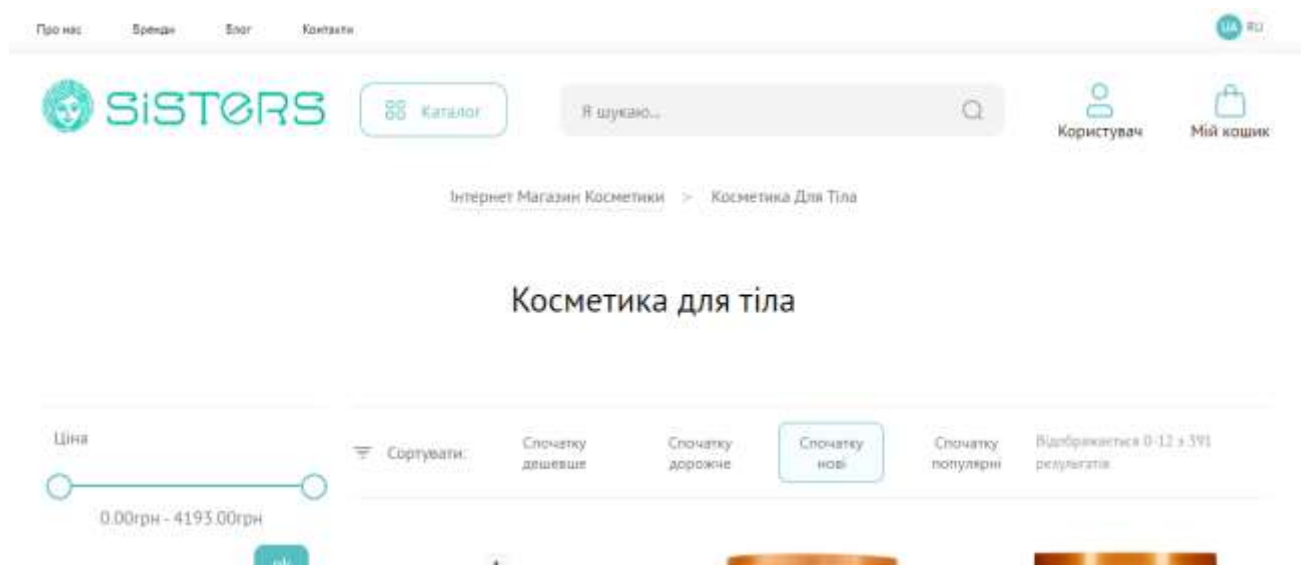 Про нас Бренди Блог Контакти UA RU
SiSTERS Каталог Я шукаю... Користувач Мій кошик
Інтернет Магазин Косметики > Косметика Для Тіла
Косметика для тіла
Ціна
0.00грн - 4193.00грн
ok
Сортувати:
Спочатку
дешевше
Спочатку
дорожче
Спочатку
нові
Спочатку
популярні
Відображається 0-12 з 391
результатів